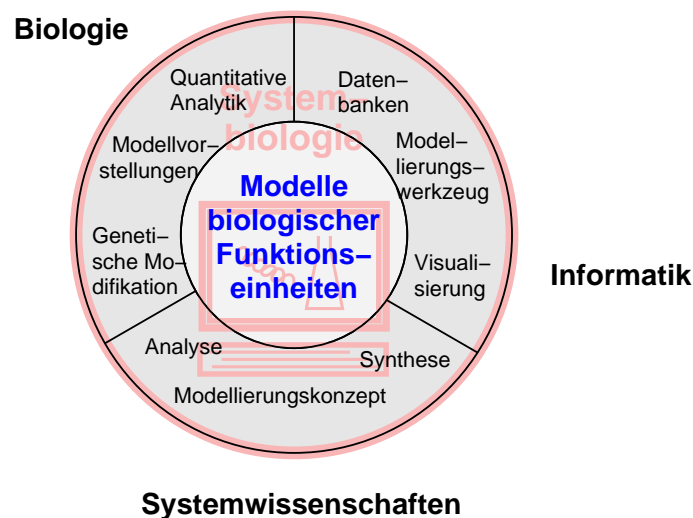 Biologie
Quantitative
Analytik
Daten–
banken
System–
biologie
Modellvor–
stellungen
Model–
lierungs–
werkzeug
Modelle
biologischer
Funktions–
einheiten
Geneti–
sche Mo–
difikation
Visuali–
sierung
Informatik
Analyse
Synthese
Modellierungskonzept
Systemwissenschaften